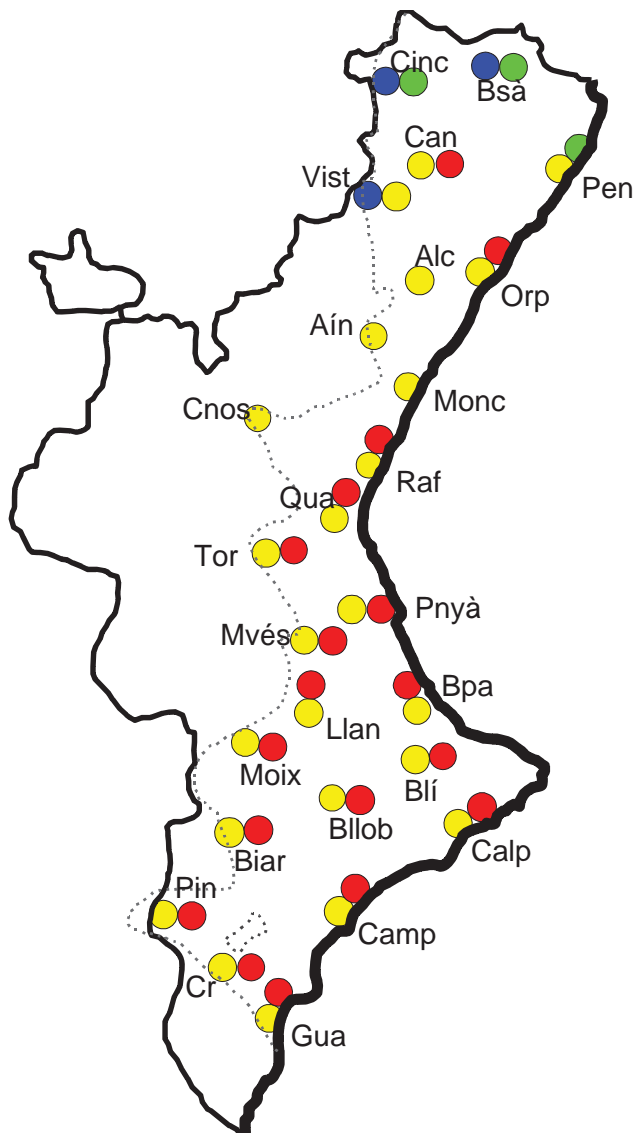 Cinc
Bsà
Can
Vist
Pen
Alc
Orp
Aín
Monc
Cnos
Raf
Qua
Tor
Pnyà
Mvés
Bpa
Llan
Moix
Blí
Bllob
Calp
Biar
Pin
Camp
Cr
Gua